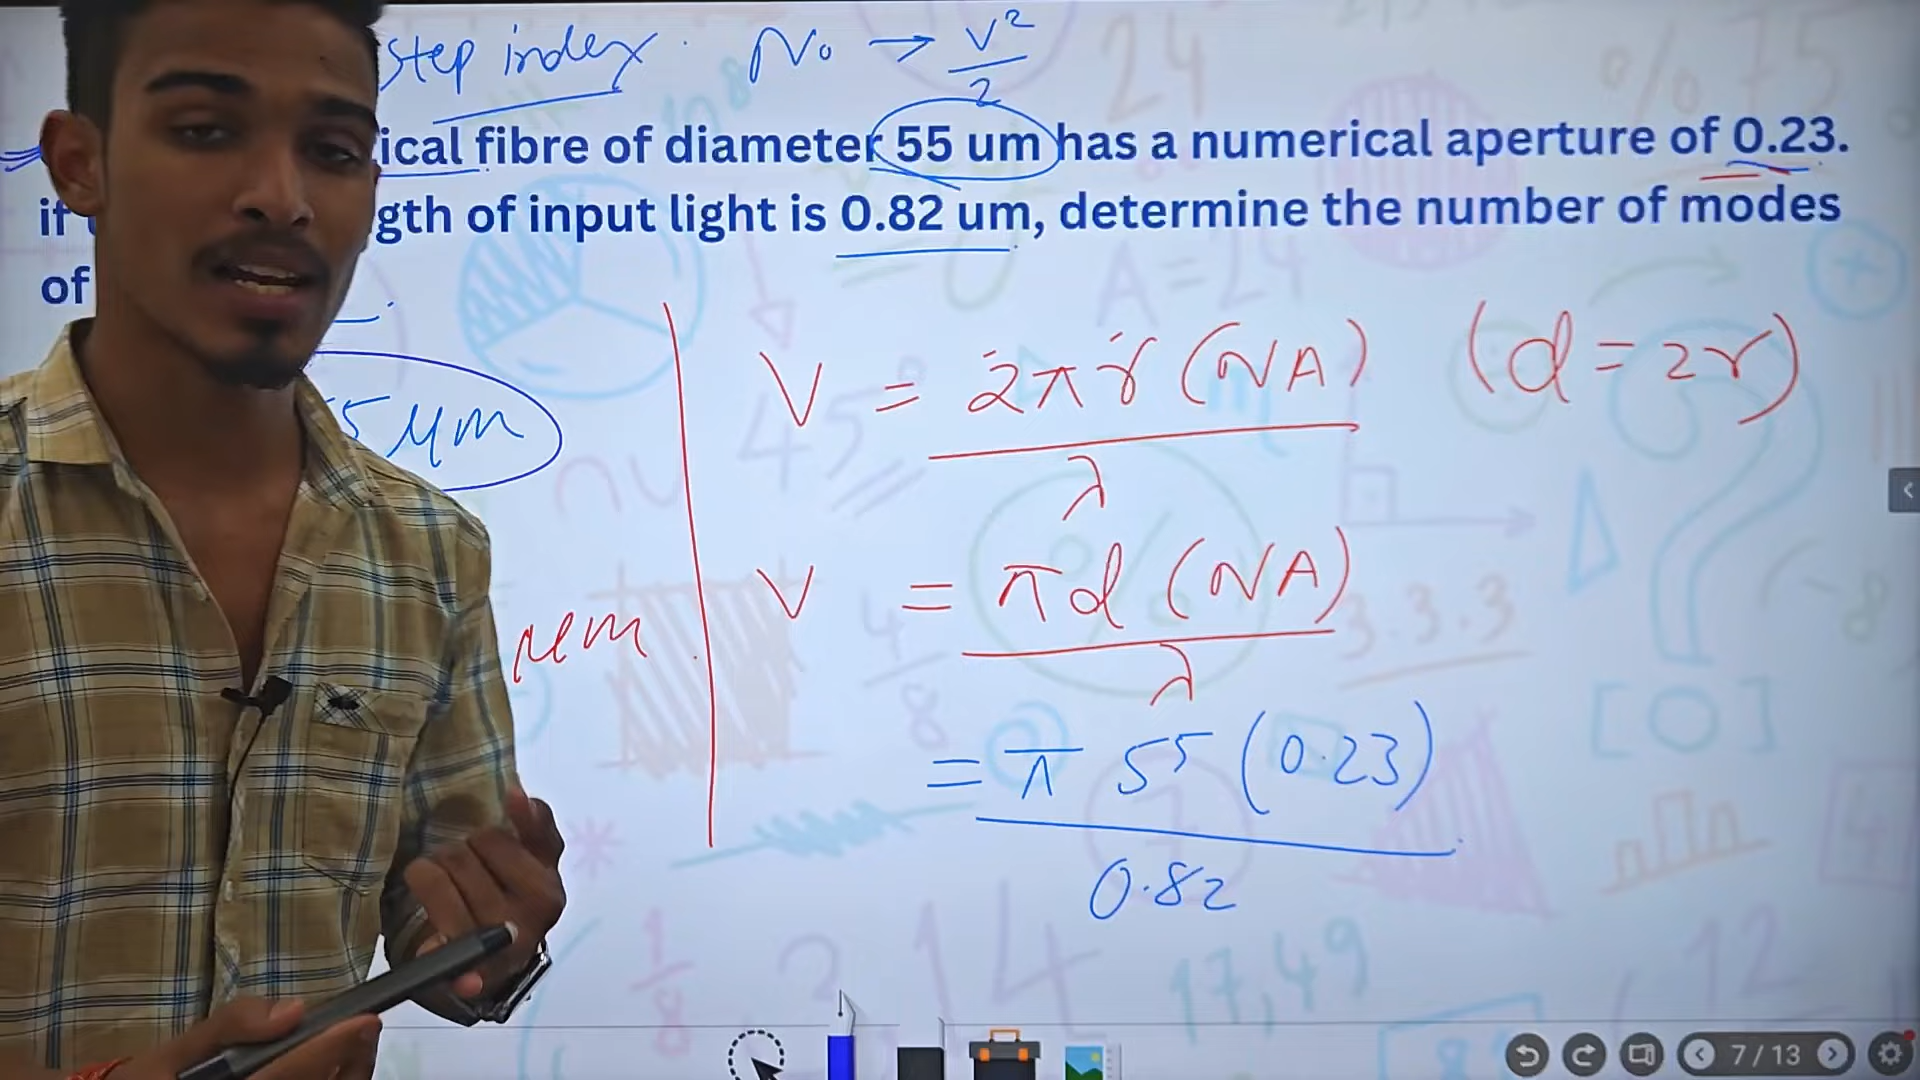 step index. No → v²/2
ical fibre of diameter 55 um has a numerical aperture of 0.23.
if gth of input light is 0.82 um, determine the number of modes
of
5 μm
V = 2πr (NA) / λ (d = 2r)
μm
V = πd (NA) / λ
= π 55 (0.23) / 0.82
7 / 13